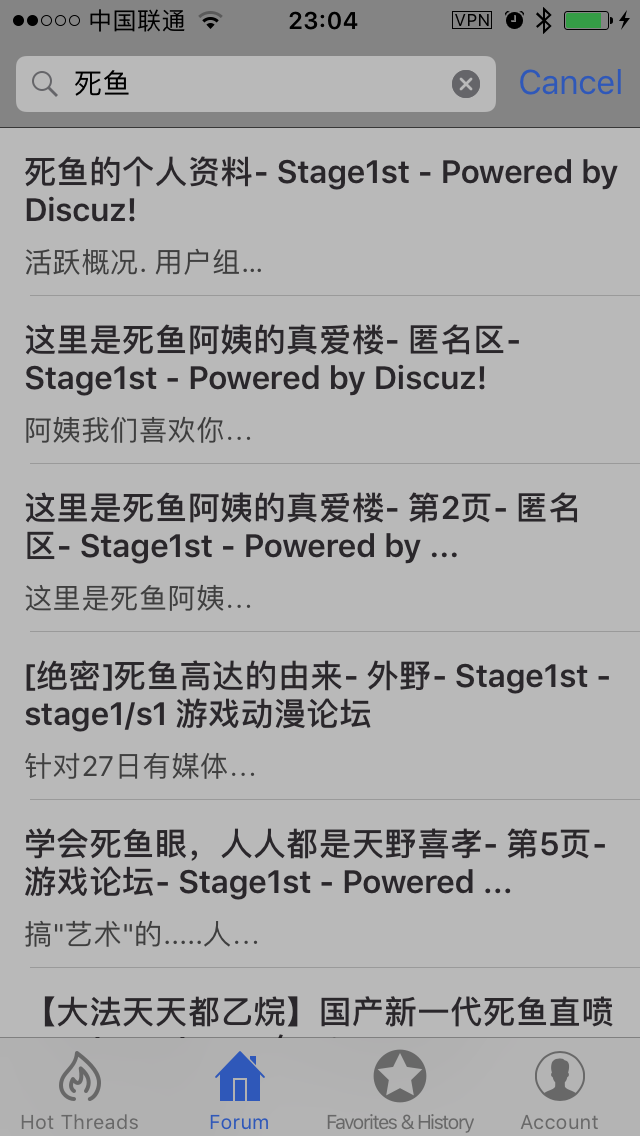 中国联通 23:04 VPN
死鱼 Cancel
死鱼的个人资料- Stage1st - Powered by
Discuz!
活跃概况. 用户组...
这里是死鱼阿姨的真爱楼- 匿名区-
Stage1st - Powered by Discuz!
阿姨我们喜欢你...
这里是死鱼阿姨的真爱楼- 第2页- 匿名
区- Stage1st - Powered by ...
这里是死鱼阿姨...
[绝密]死鱼高达的由来- 外野- Stage1st -
stage1/s1 游戏动漫论坛
针对27日有媒体...
学会死鱼眼，人人都是天野喜孝- 第5页-
游戏论坛- Stage1st - Powered ...
搞"艺术"的.....人...
【大法天天都乙烷】国产新一代死鱼直喷
Hot Threads Forum Favorites & History Account